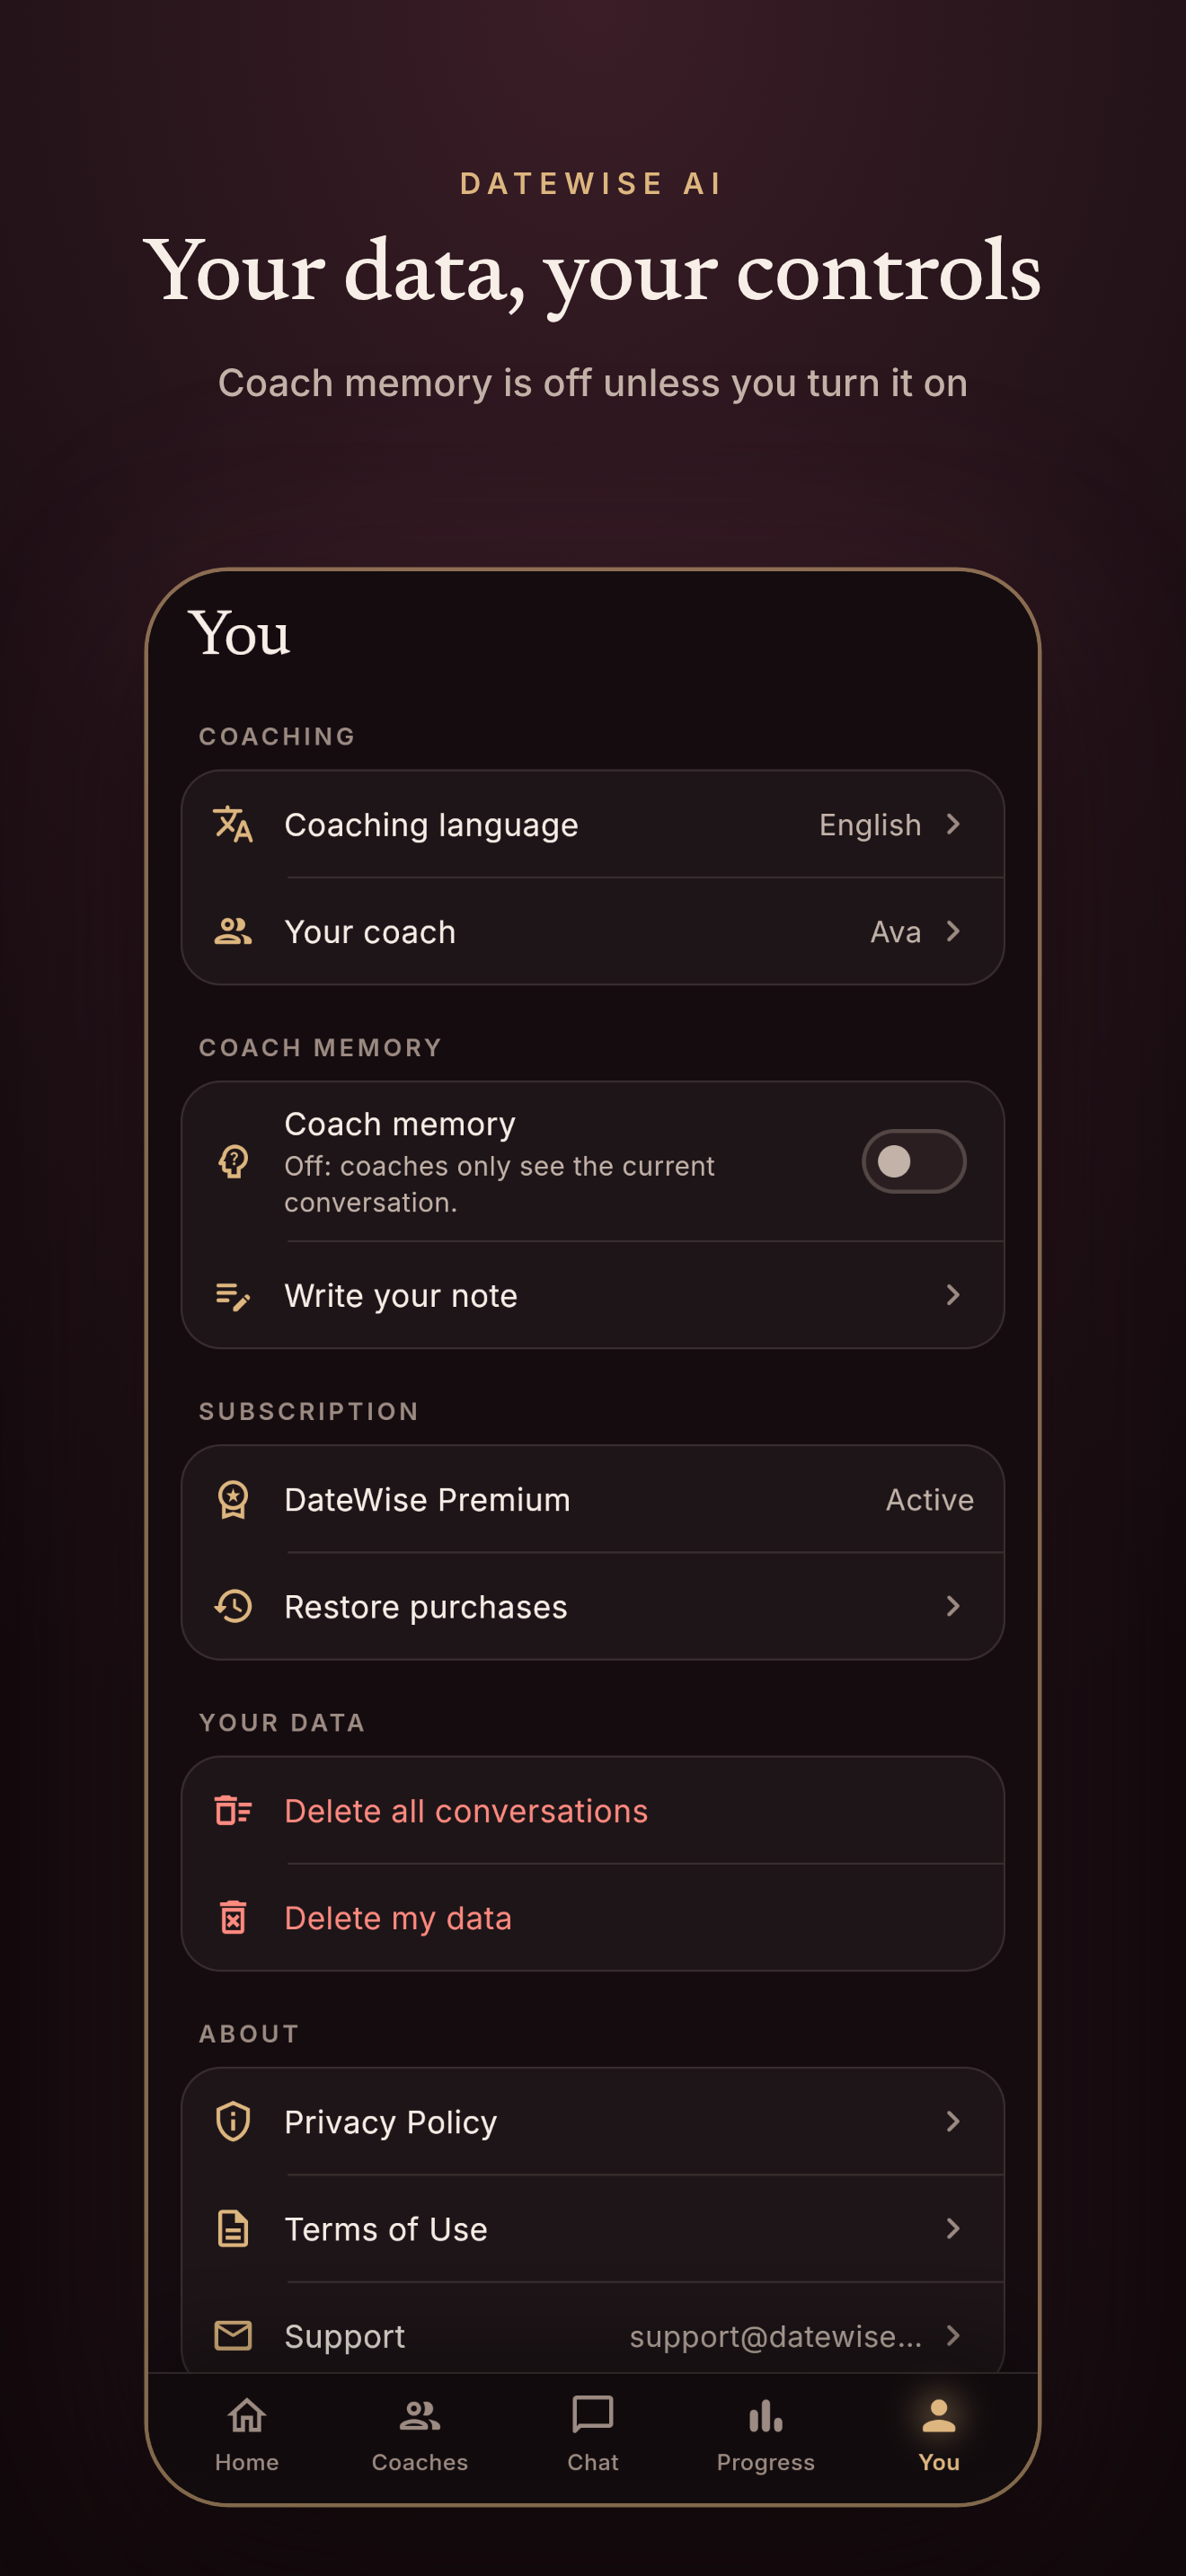 DATEWISE AI
Your data, your controls
Coach memory is off unless you turn it on
You
COACHING
Coaching language English
Your coach Ava
COACH MEMORY
Coach memory
Off: coaches only see the current
conversation.
Write your note
SUBSCRIPTION
DateWise Premium Active
Restore purchases
YOUR DATA
Delete all conversations
Delete my data
ABOUT
Privacy Policy
Terms of Use
Support support@datewise...
Home Coaches Chat Progress You